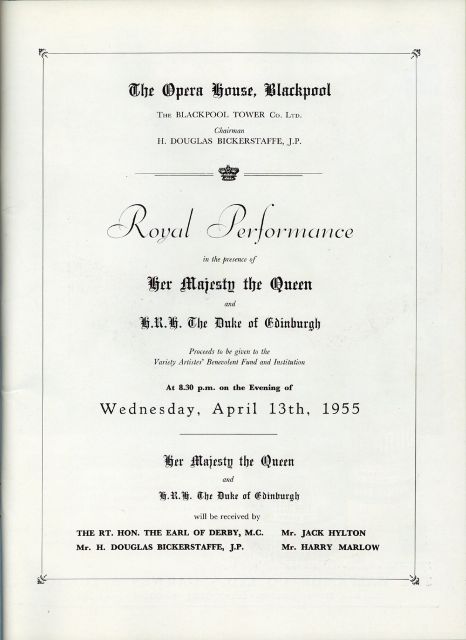 The Opera House, Blackpool
THE BLACKPOOL TOWER CO. LTD.
Chairman
H. DOUGLAS BICKERSTAFFE, J.P.
Royal Performance
in the presence of
Her Majesty the Queen
and
H.R.H. The Duke of Edinburgh
Proceeds to be given to the
Variety Artistes' Benevolent Fund and Institution
At 8.30 p.m. on the Evening of
Wednesday, April 13th, 1955
Her Majesty the Queen
and
H.R.H. The Duke of Edinburgh
will be received by
THE RT. HON. THE EARL OF DERBY, M.C. Mr. JACK HYLTON
Mr. H. DOUGLAS BICKERSTAFFE, J.P. Mr. HARRY MARLOW